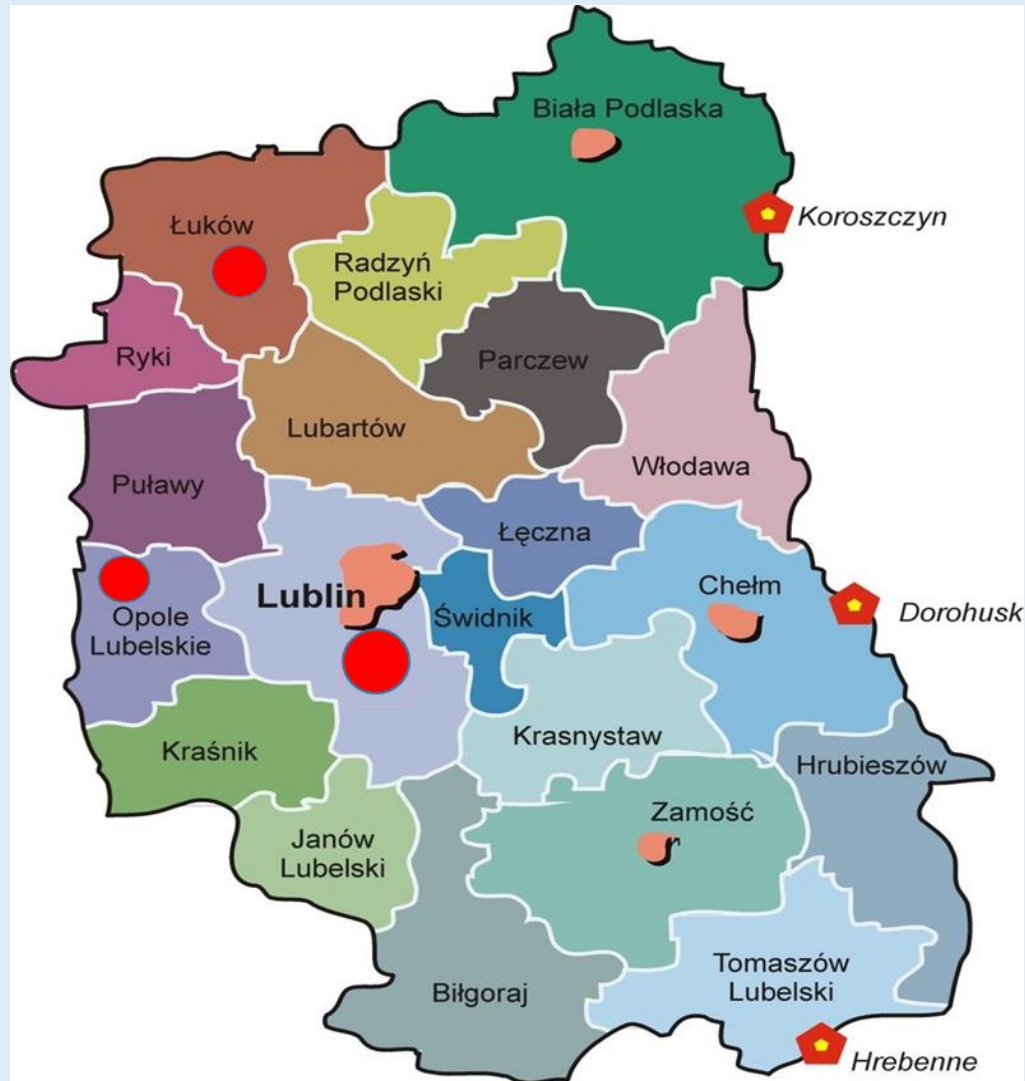 Biała Podlaska
Koroszczyn
Łuków
Radzyń
Podlaski
Ryki
Parczew
Lubartów
Włodawa
Puławy
Łęczna
Chełm
Lublin
Dorohusk
Opole
Lubelskie
Świdnik
Krasnystaw
Kraśnik
Hrubieszów
Zamość
Janów
Lubelski
Tomaszów
Lubelski
Biłgoraj
Hrebenne